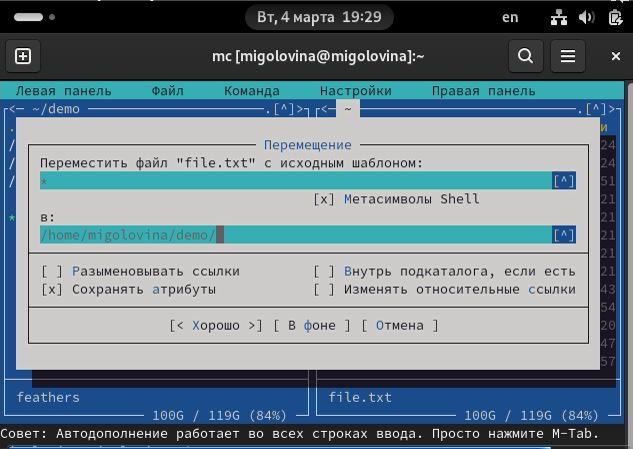 Вт, 4 марта 19:29
en
mc [migolovina@migolovina]:~
Левая панель Файл Команда Настройки Правая панель
<— ~/demo .[^]> <— ~ .[^]>
Перемещение
Переместить файл "file.txt" с исходным шаблоном:
* [^]
[x] Метасимволы Shell
в:
/home/migolovina/demo/ [^]
[ ] Разыменовывать ссылки [ ] Внутрь подкаталога, если есть
[x] Сохранять атрибуты [ ] Изменять относительные ссылки
[< Хорошо >] [ В фоне ] [ Отмена ]
feathers file.txt
100G / 119G (84%) 100G / 119G (84%)
Совет: Автодополнение работает во всех строках ввода. Просто нажмите M-Tab.